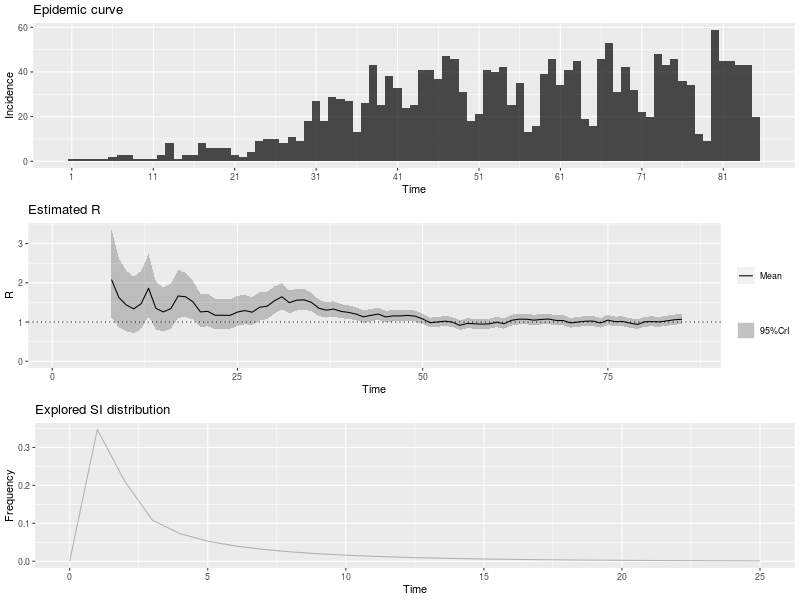 Epidemic curve
60
40
20
0
Incidence
1 11 21 31 41 51 61 71 81
Time
Estimated R
3
2
1
0
R
0 25 50 75
Time
Mean
95%CrI
Explored SI distribution
0.3
0.2
0.1
0.0
Frequency
0 5 10 15 20 25
Time